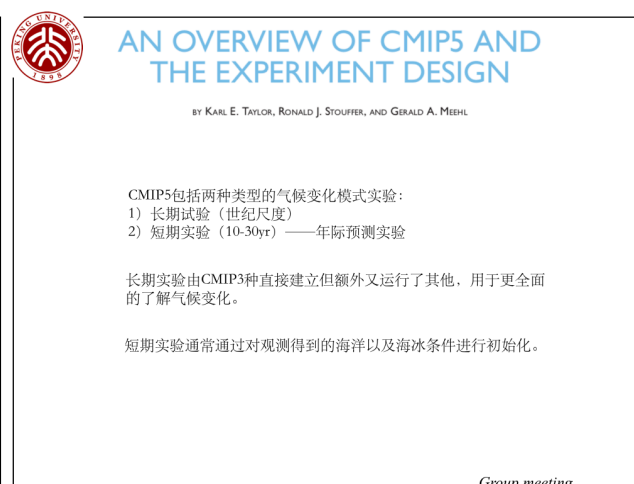 PEKING UNIVERSITY
1898
AN OVERVIEW OF CMIP5 AND
THE EXPERIMENT DESIGN
BY KARL E. TAYLOR, RONALD J. STOUFFER, AND GERALD A. MEEHL
CMIP5包括两种类型的气候变化模式实验：
1）长期试验（世纪尺度）
2）短期实验（10-30yr）——年际预测实验
长期实验由CMIP3种直接建立但额外又运行了其他，用于更全面
的了解气候变化。
短期实验通常通过对观测得到的海洋以及海冰条件进行初始化。
Group meeting